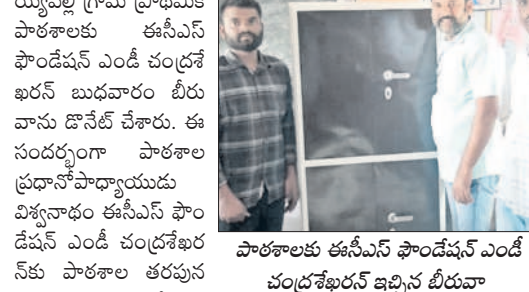 గ్రామ ప్రాథమిక
పాఠశాలకు ఈసీఎస్
ఫౌండేషన్ ఎండీ చంద్రశే
ఖరన్ బుధవారం బీరు
వాను డొనేట్ చేశారు. ఈ
సందర్భంగా పాఠశాల
ప్రధానోపాధ్యాయుడు
విశ్వనాథం ఈసీఎస్ ఫౌం
డేషన్ ఎండీ చంద్రశేఖర
న్‌కు పాఠశాల తరపున
పాఠశాలకు ఈసీఎస్ ఫౌండేషన్ ఎండీ
చంద్రశేఖరన్ ఇచ్చిన బీరువా